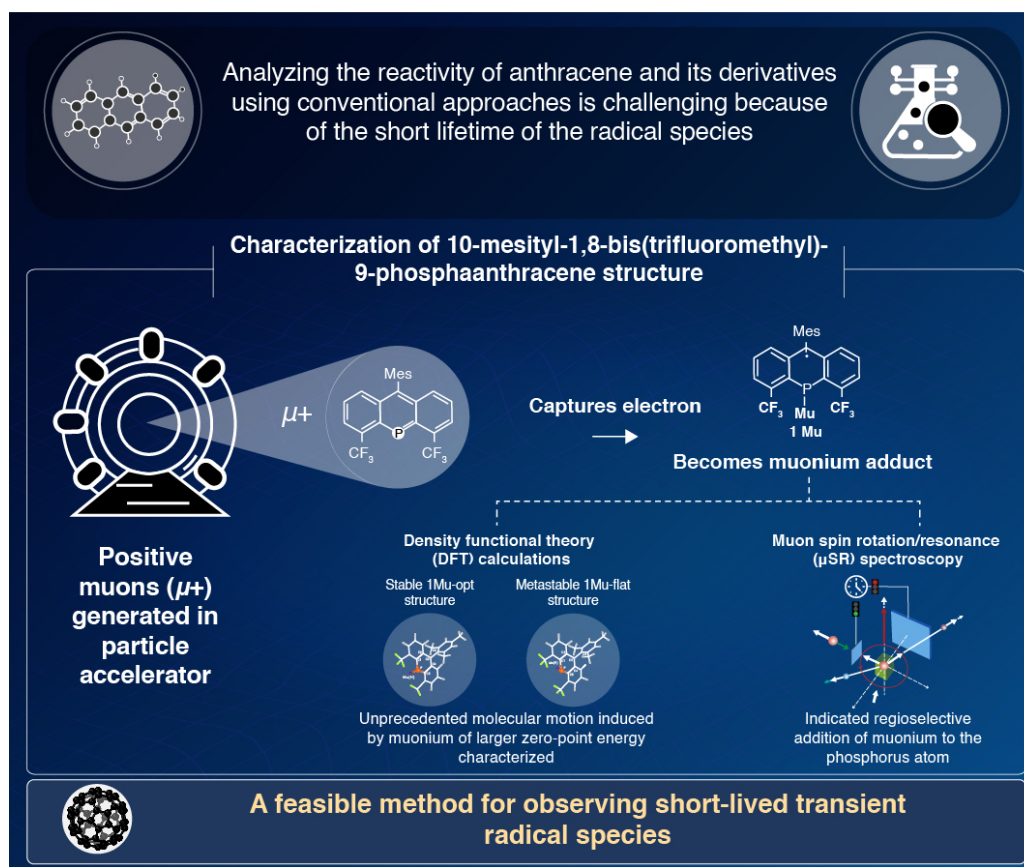 Analyzing the reactivity of anthracene and its derivatives
using conventional approaches is challenging because
of the short lifetime of the radical species
Characterization of 10-mesityl-1,8-bis(trifluoromethyl)-
9-phosphaanthracene structure
μ+
Mes
P
CF3
CF3
Captures electron
Mes
P
CF3
Mu
CF3
1 Mu
Becomes muonium adduct
Positive
muons (μ+)
generated in
particle
accelerator
Density functional theory
(DFT) calculations
Stable 1Mu-opt
structure
Metastable 1Mu-flat
structure
Unprecedented molecular motion induced
by muonium of larger zero-point energy
characterized
Muon spin rotation/resonance
(μSR) spectroscopy
Indicated regioselective
addition of muonium to the
phosphorus atom
A feasible method for observing short-lived transient
radical species